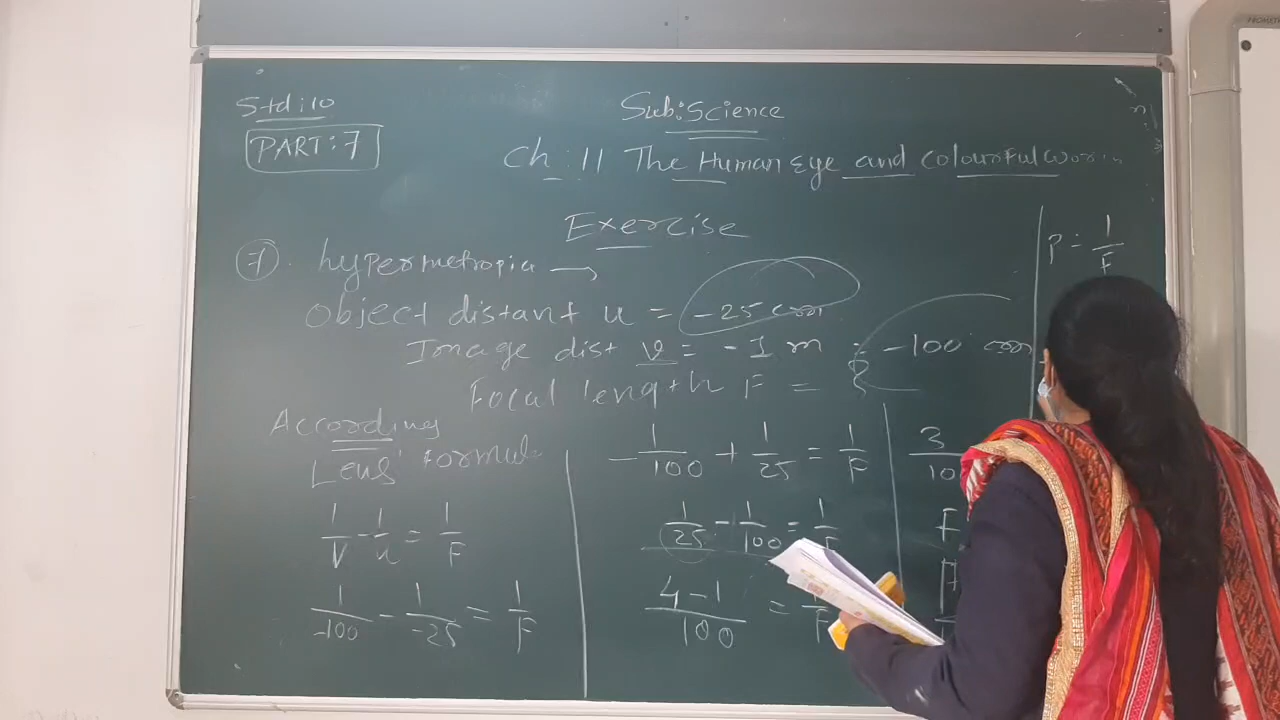 Std:10
PART:7
Sub:Science
Ch:11 The Human Eye and Colourful
Exercise
7. hypermetropia →
Object distant u = -25 cm
Image dist v = -1 m = -100 cm
Focal length F = ?
According
Lens formula
1/V - 1/u = 1/F
1/-100 - 1/-25 = 1/F
-1/100 + 1/25 = 1/F
1/25 - 1/100 = 1/F
4-1/100 = 1/F
3
F
P = 1/F